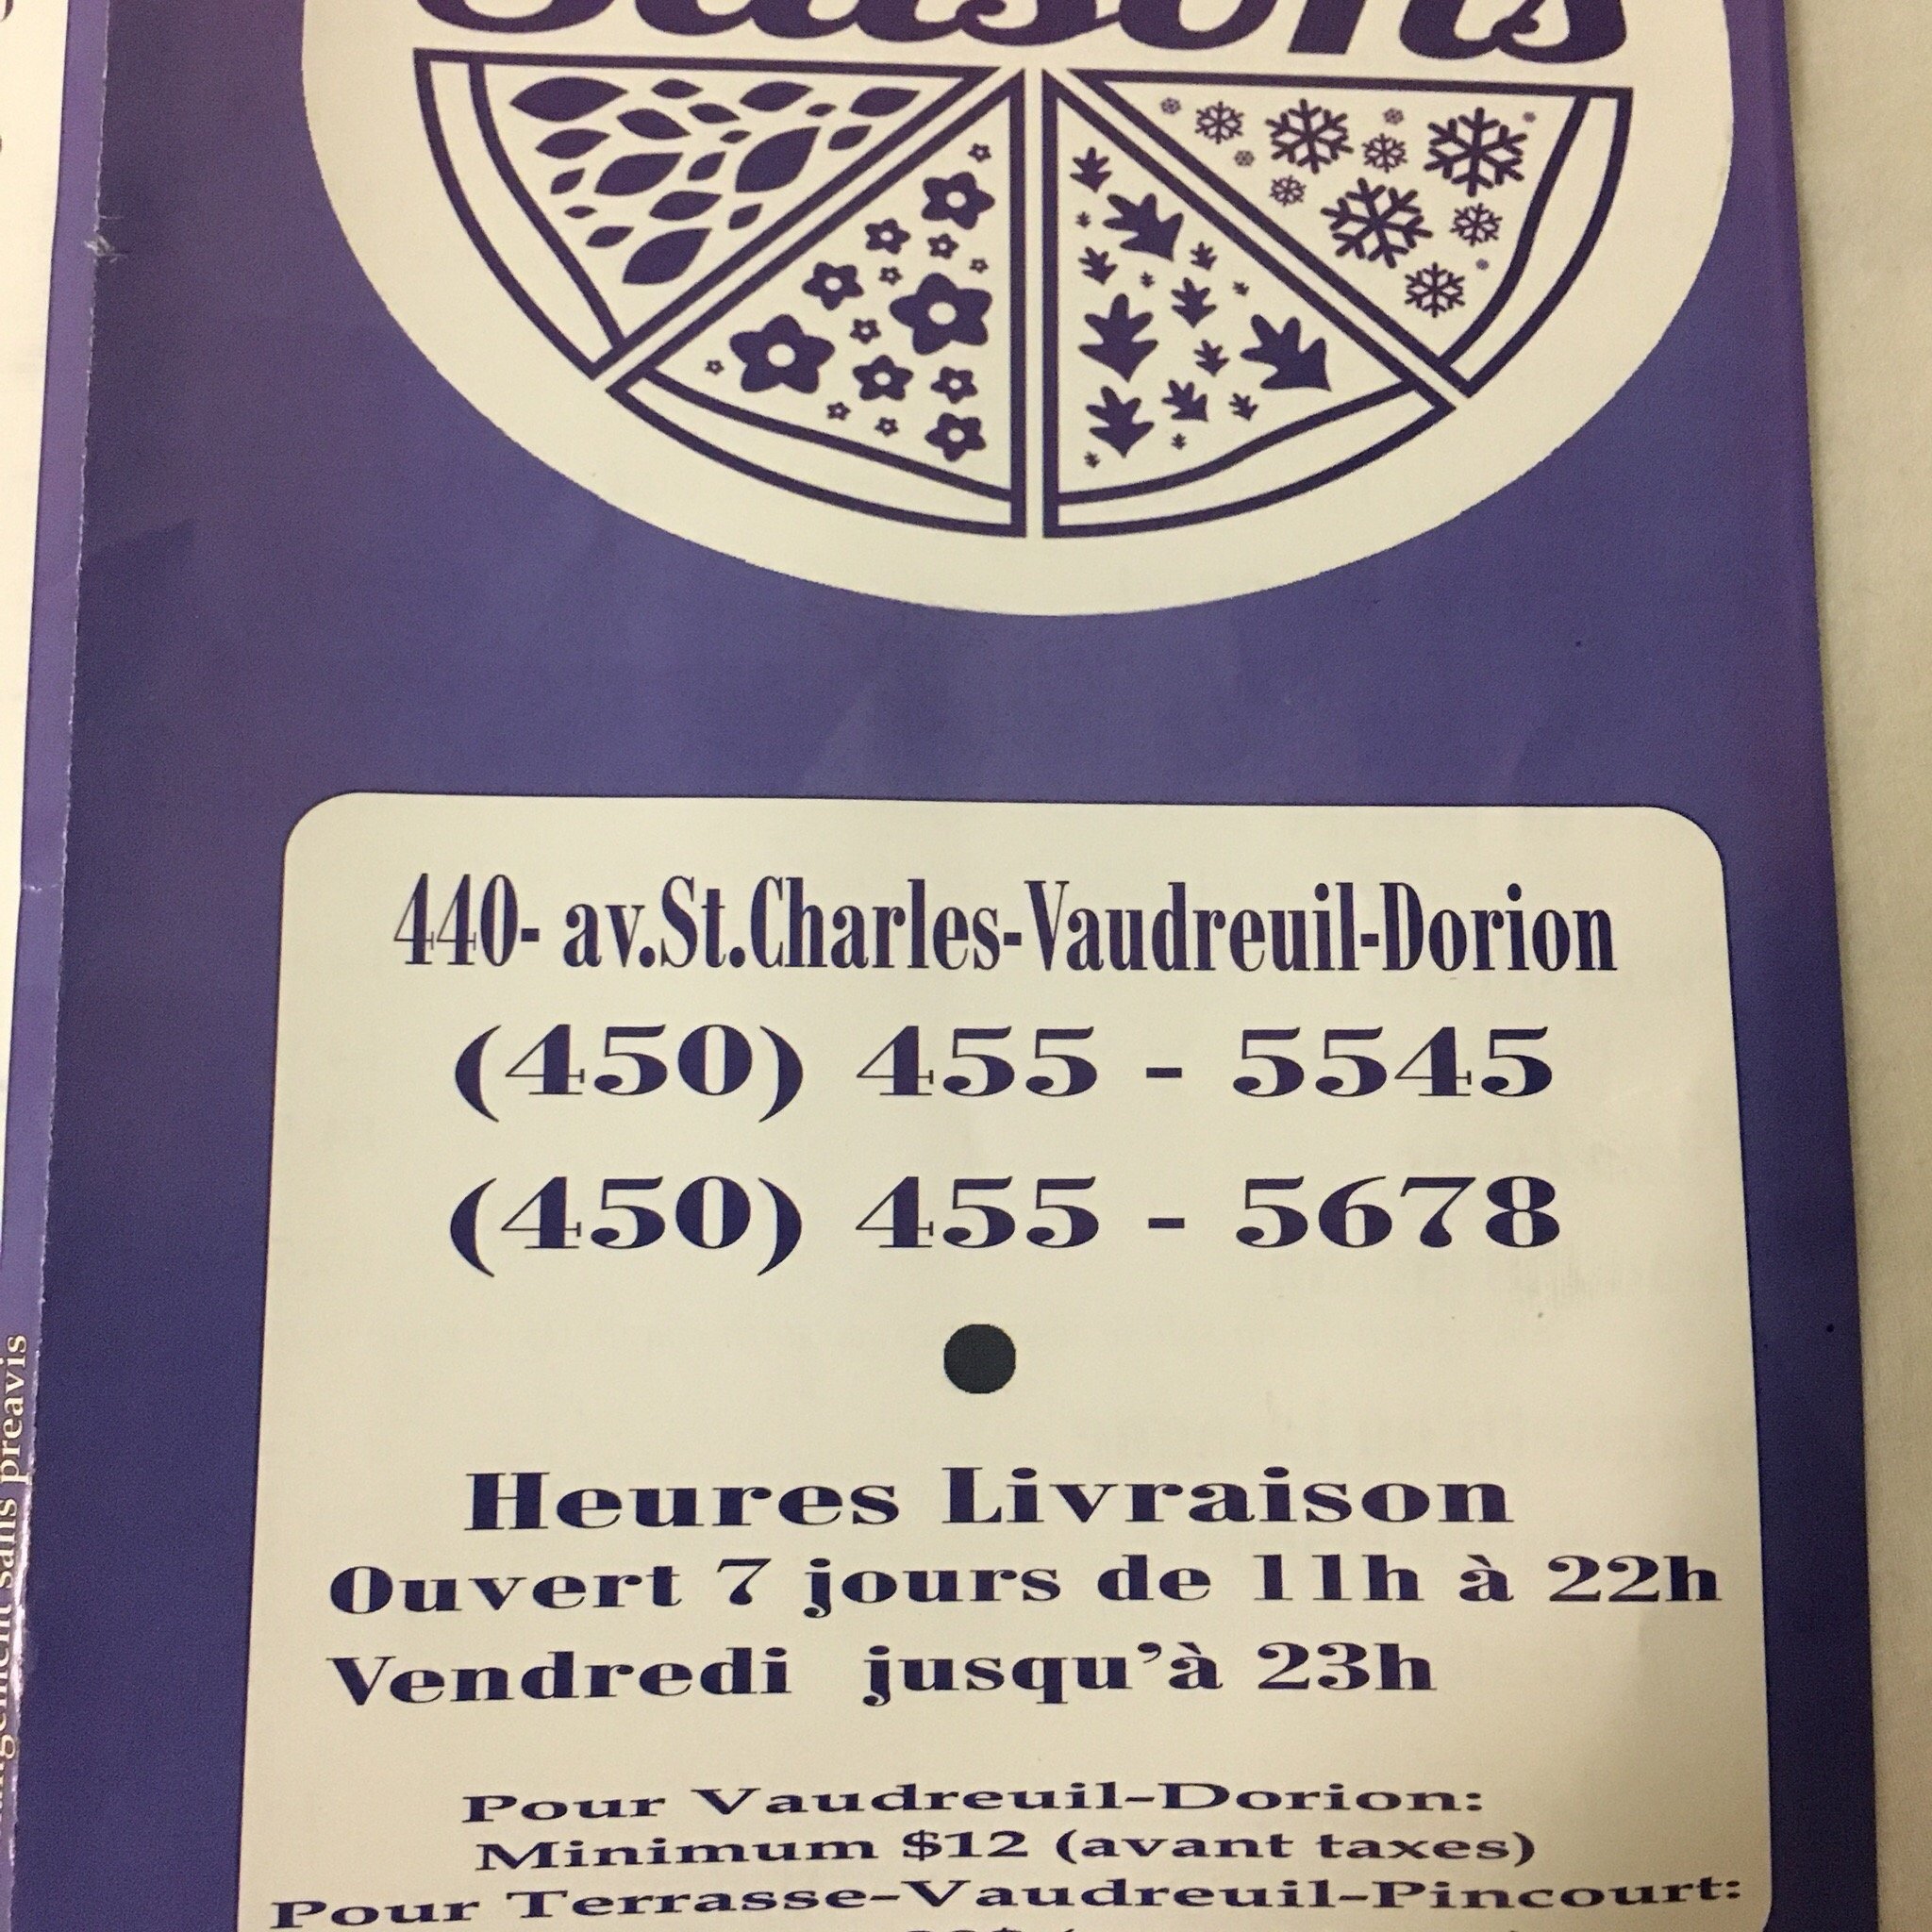 440- av.St.Charles-Vaudreuil-Dorion
(450) 455 - 5545
(450) 455 - 5678
Heures Livraison
Ouvert 7 jours de 11h à 22h
Vendredi jusqu'à 23h
Pour Vaudreuil-Dorion:
Minimum $12 (avant taxes)
Pour Terrasse-Vaudreuil-Pincourt:
sans preavis